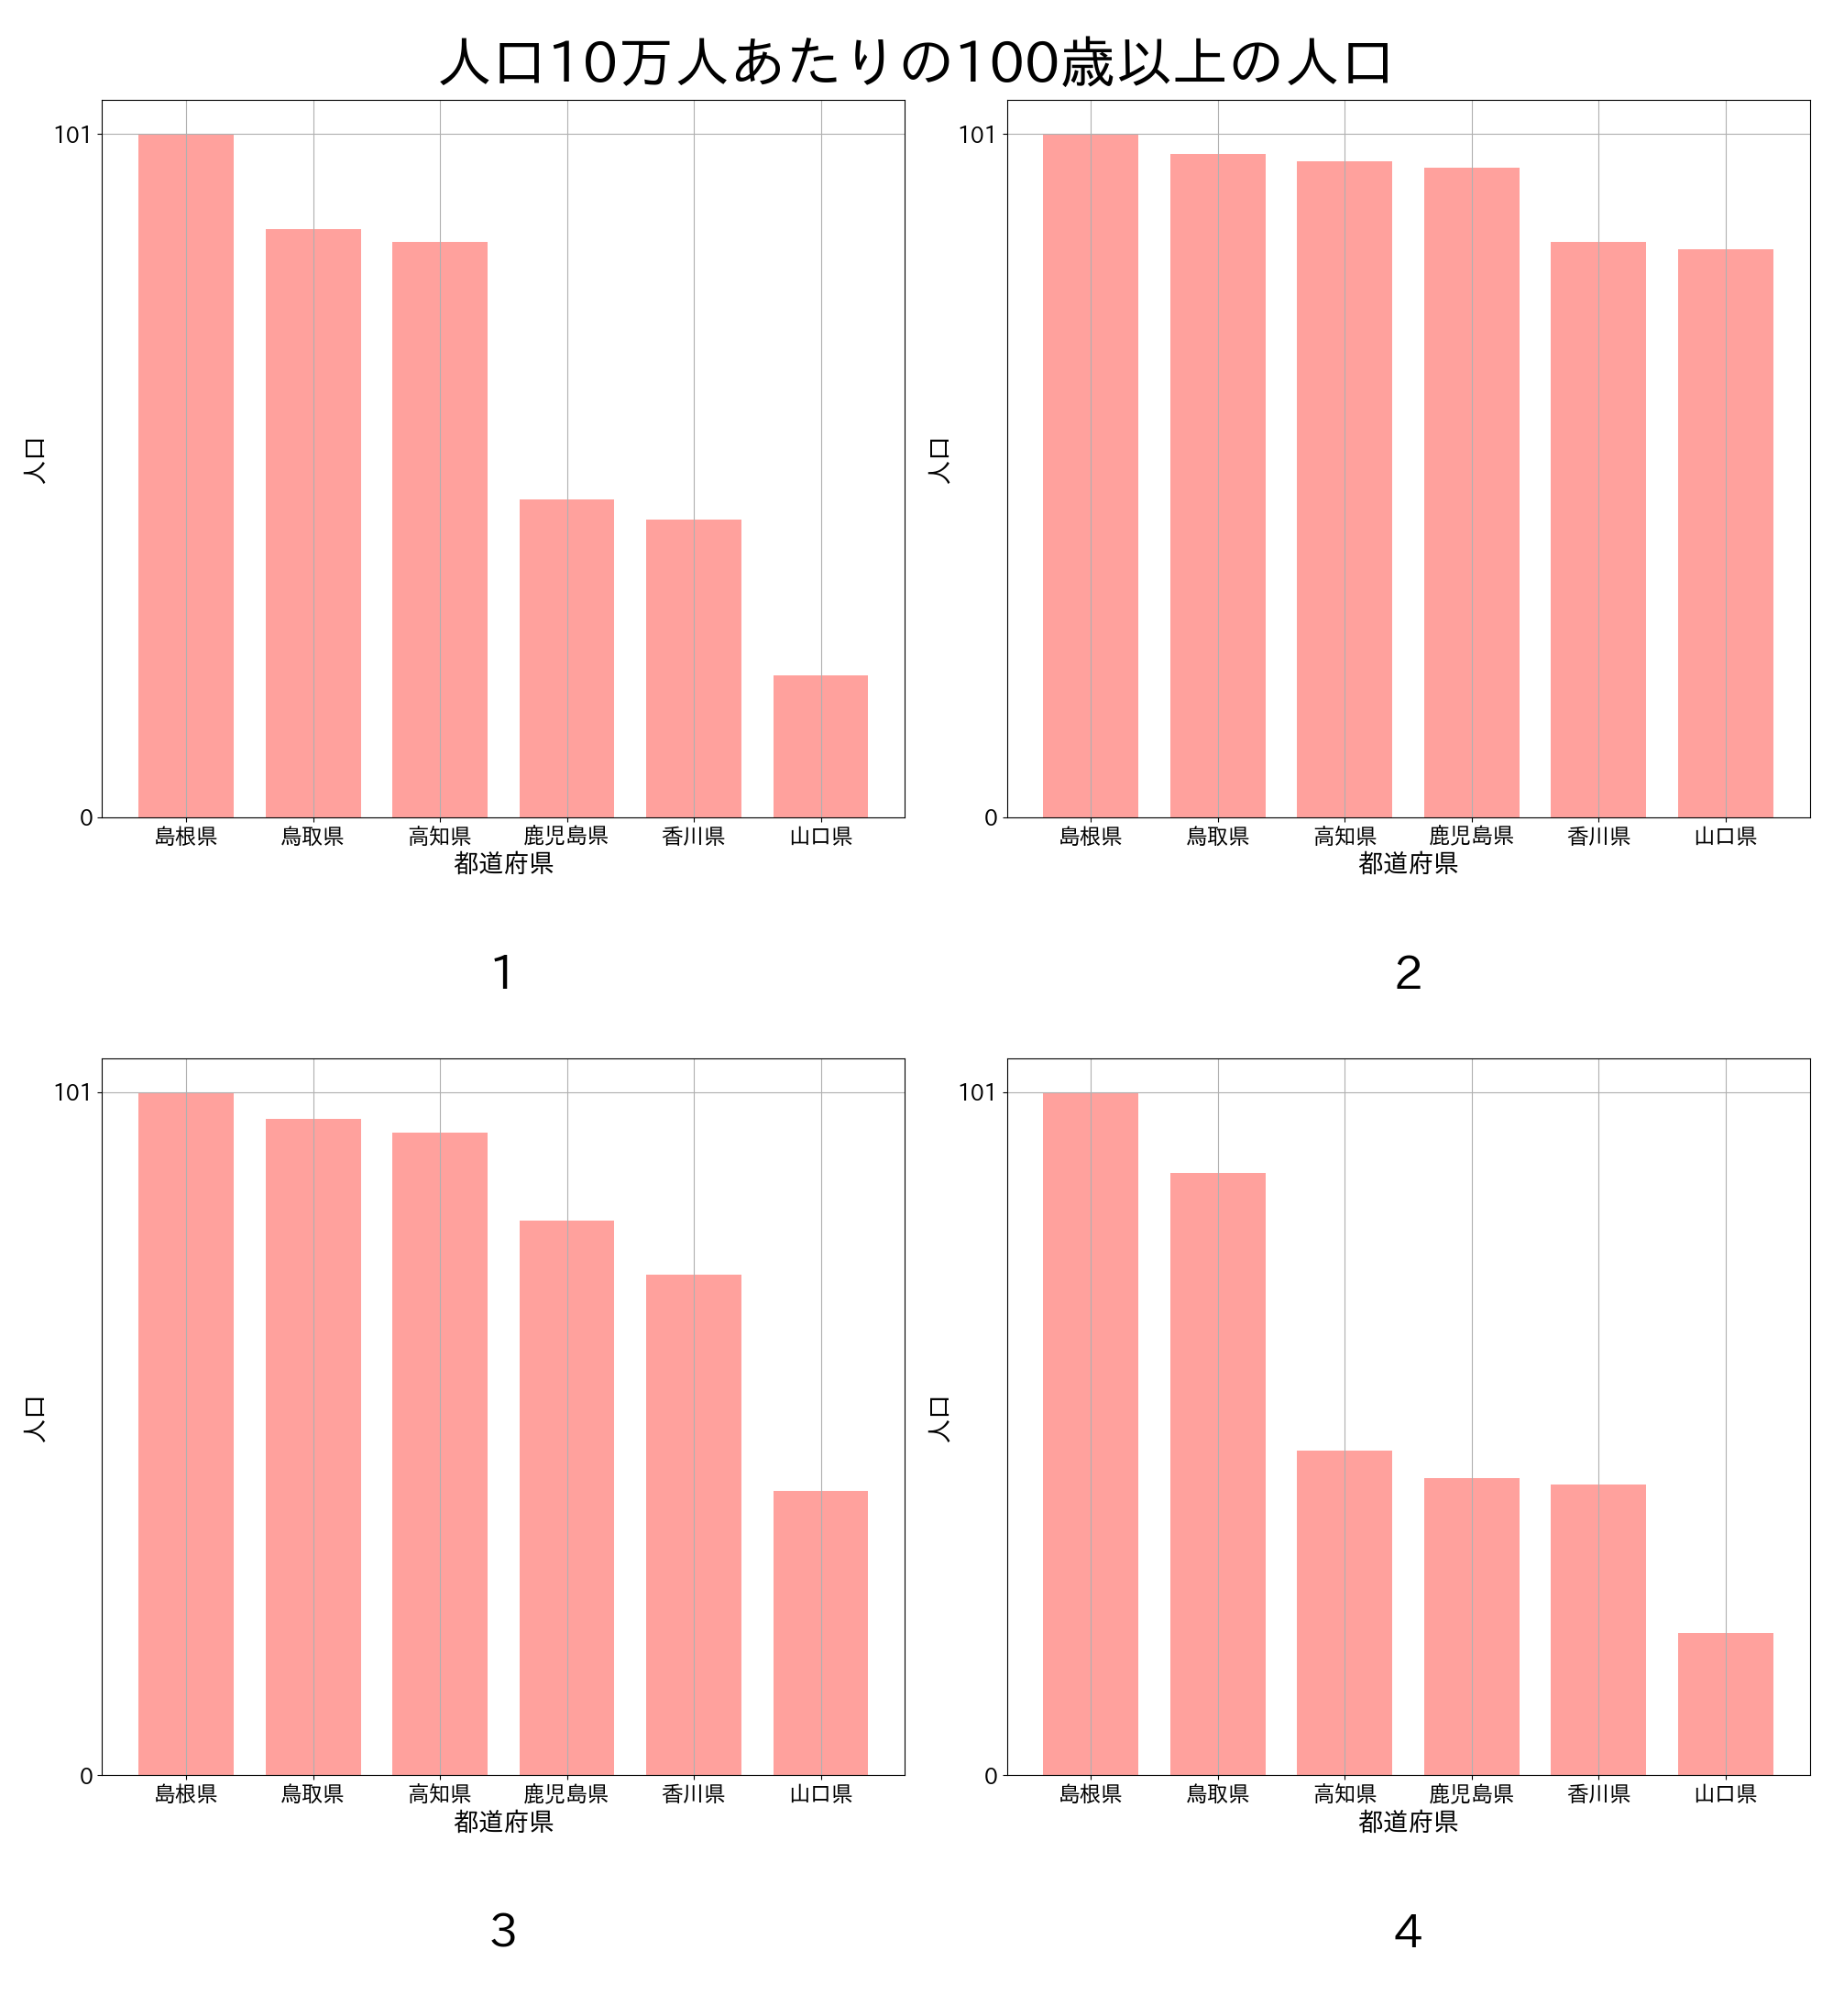 人口10万人あたりの100歳以上の人口
101
0
人口
島根県 鳥取県 高知県 鹿児島県 香川県 山口県
都道府県
1
101
0
人口
島根県 鳥取県 高知県 鹿児島県 香川県 山口県
都道府県
2
101
0
人口
島根県 鳥取県 高知県 鹿児島県 香川県 山口県
都道府県
3
101
0
人口
島根県 鳥取県 高知県 鹿児島県 香川県 山口県
都道府県
4